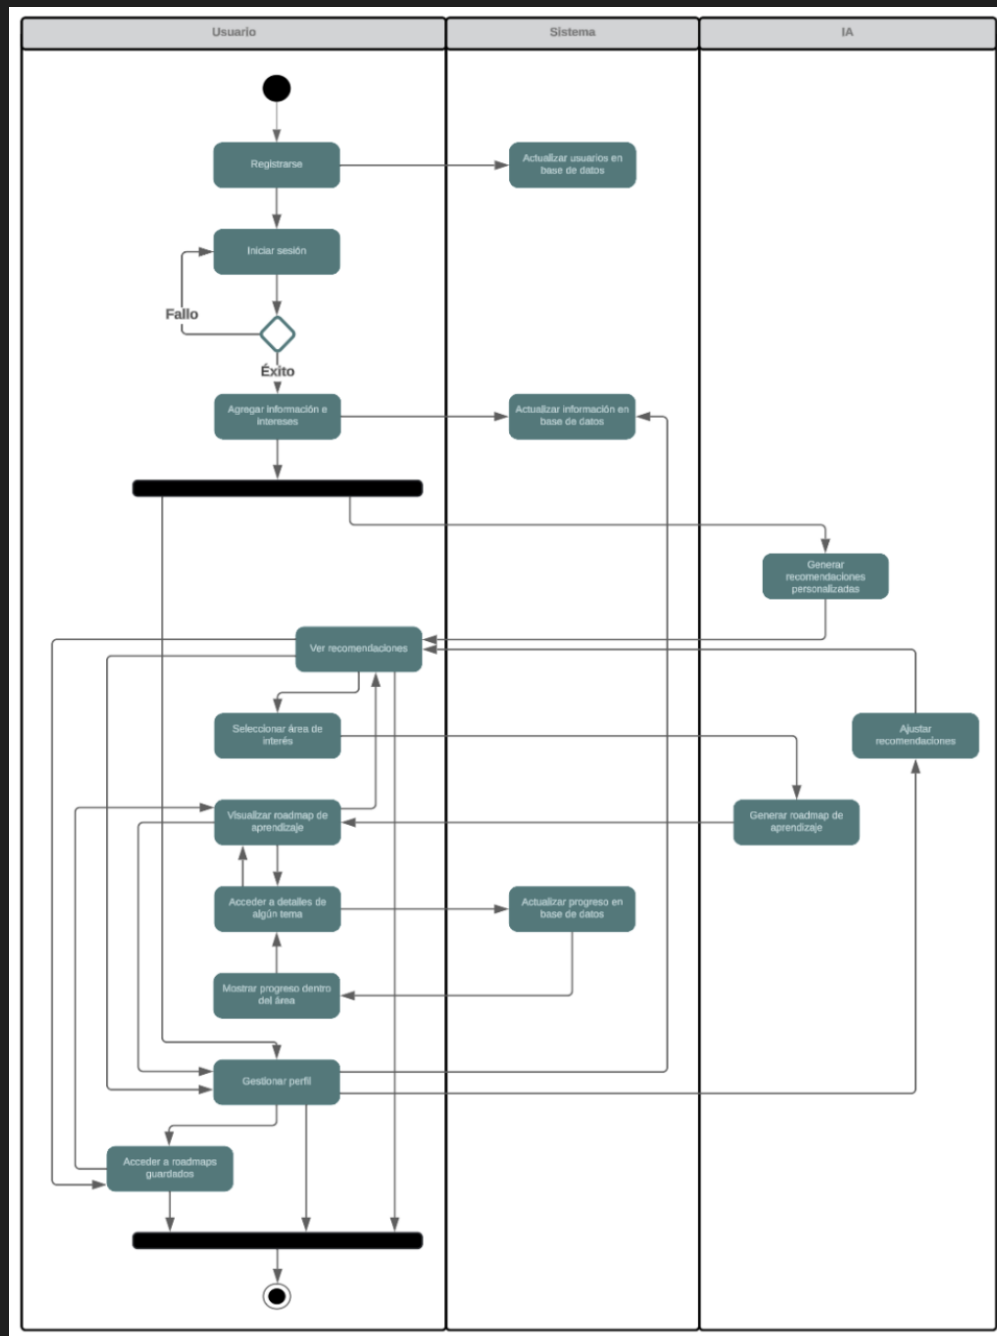 Usuario
Sistema
IA
Registrarse
Actualizar usuarios en
base de datos
Iniciar sesión
Fallo
Éxito
Agregar información e
intereses
Actualizar información en
base de datos
Generar
recomendaciones
personalizadas
Ver recomendaciones
Seleccionar área de
interés
Ajustar
recomendaciones
Visualizar roadmap de
aprendizaje
Generar roadmap de
aprendizaje
Acceder a detalles de
algún tema
Actualizar progreso en
base de datos
Mostrar progreso dentro
del área
Gestionar perfil
Acceder a roadmaps
guardados